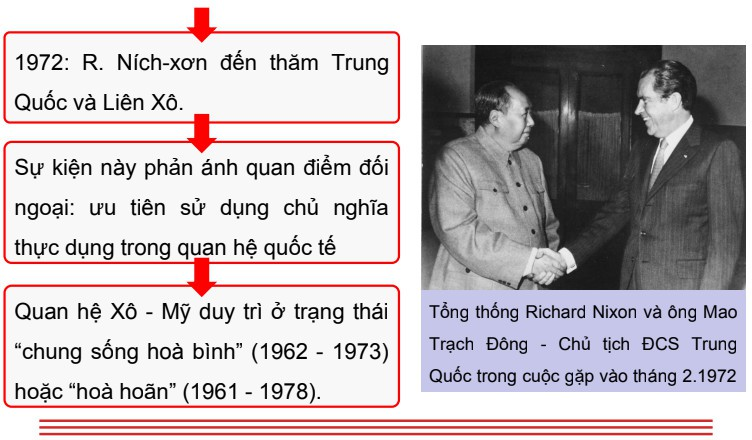 1972: R. Ních-xơn đến thăm Trung
Quốc và Liên Xô.
Sự kiện này phản ánh quan điểm đối
ngoại: ưu tiên sử dụng chủ nghĩa
thực dụng trong quan hệ quốc tế
Quan hệ Xô - Mỹ duy trì ở trạng thái
“chung sống hoà bình” (1962 - 1973)
hoặc “hoà hoãn” (1961 - 1978).
Tổng thống Richard Nixon và ông Mao
Trạch Đông - Chủ tịch ĐCS Trung
Quốc trong cuộc gặp vào tháng 2.1972